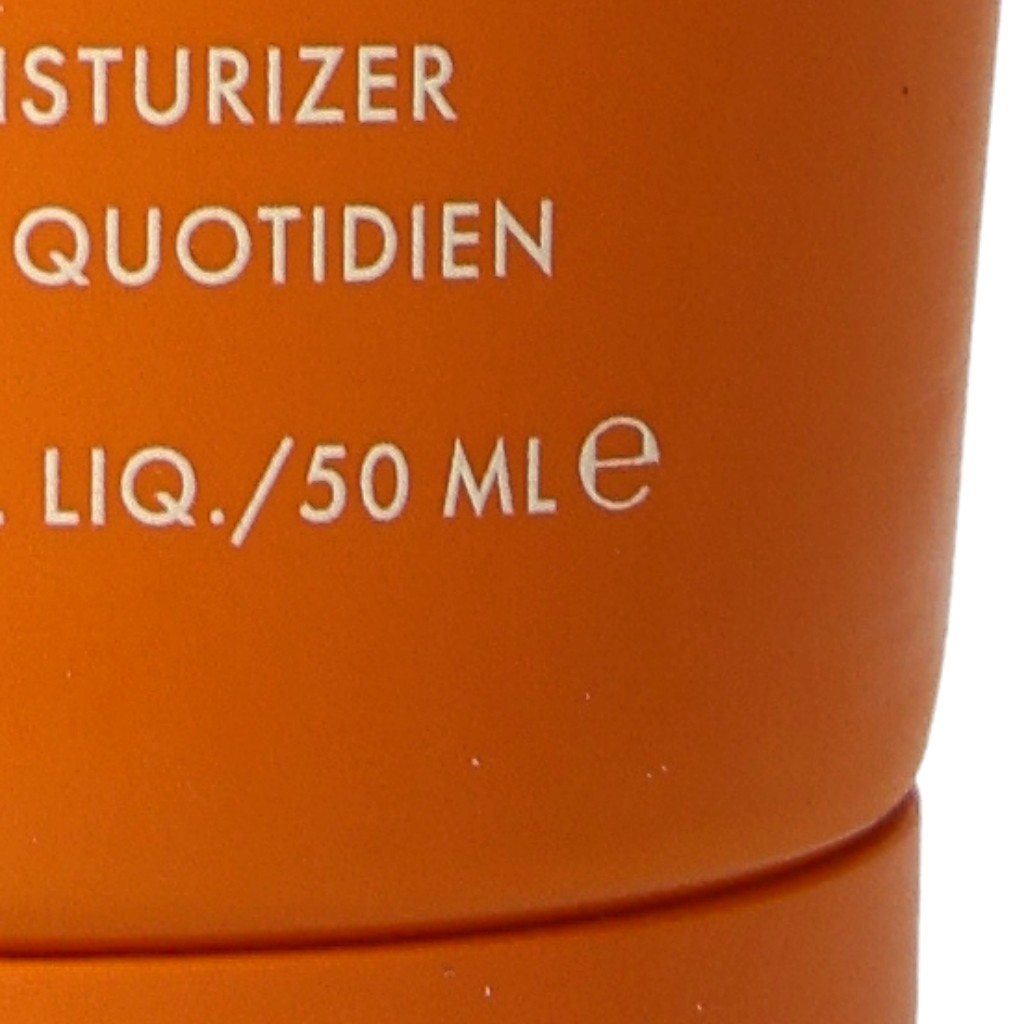 ISTURIZER
QUOTIDIEN
. LIQ./50 ML e